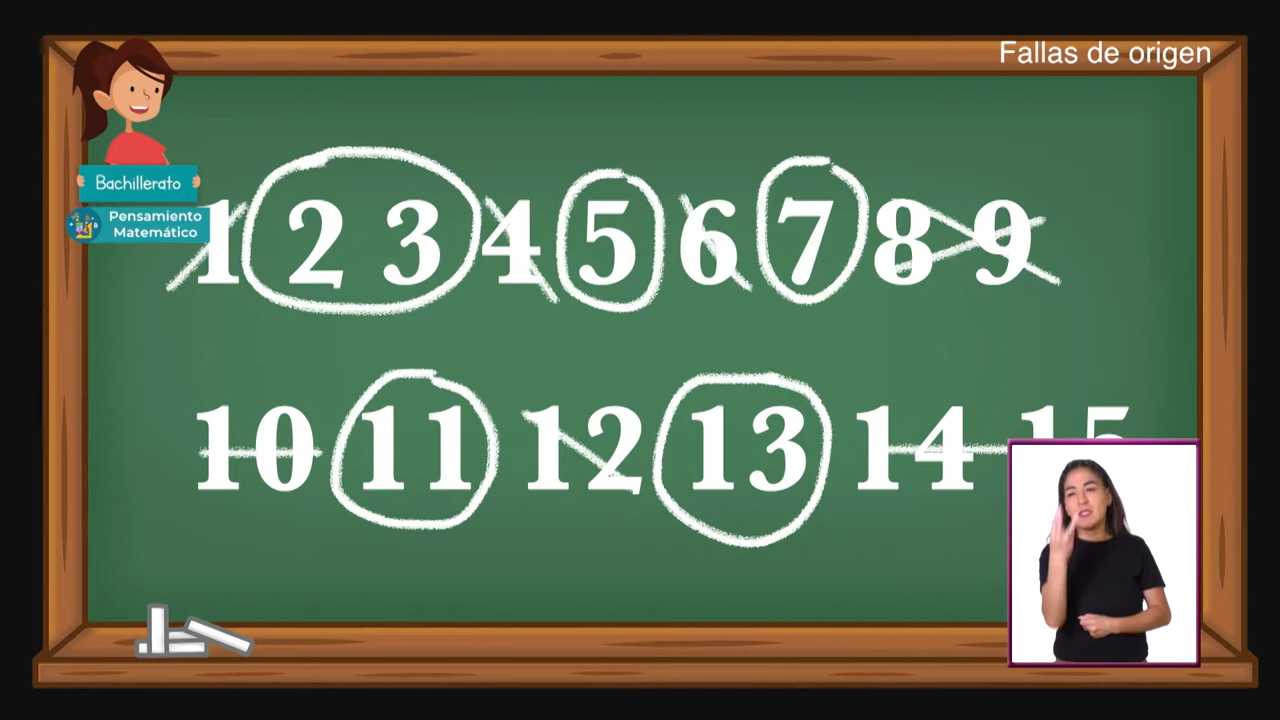 Fallas de origen
Bachillerato
Pensamiento
Matemático
1 2 3 4 5 6 7 8 9
10 11 12 13 14 15